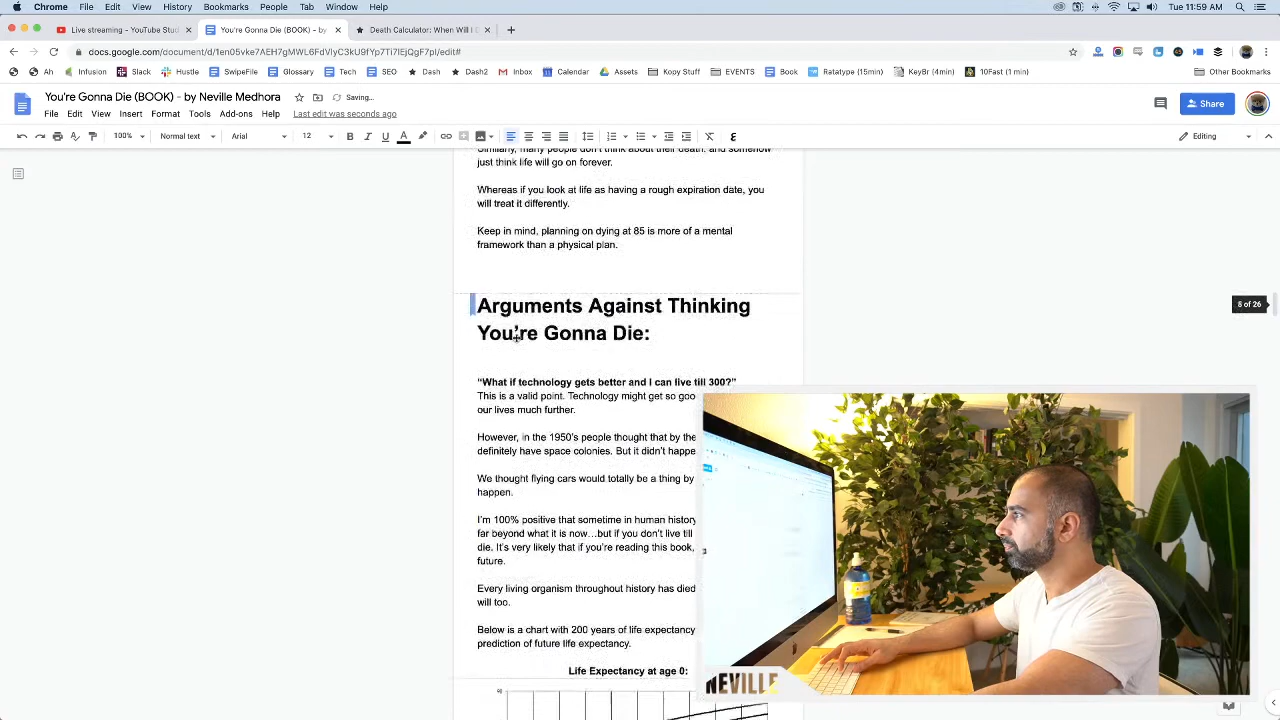 Chrome File Edit View History Bookmarks People Tab Window Help
Tue 11:59 AM
Live streaming - YouTube Stud
You're Gonna Die (BOOK) - by
Death Calculator: When Will I
docs.google.com/document/d/1en05vke7AEH7gMWL6FdVlyC3kU9fYp7Ti7lEjQgF7pI/edit#
Ah Infusion Slack Hustle SwipeFile Glossary Tech SEO Dash Dash2 Inbox Calendar Assets Kopy Stuff EVENTS Book Ratatype (15min) KeyBr (4min) 10Fast (1 min) Other Bookmarks
You're Gonna Die (BOOK) - by Neville Medhora Saving...
File Edit View Insert Format Tools Add-ons Help Last edit was seconds ago
Share
100% Normal text Arial 12 Editing
Similarly, many people don't think about their death, and somehow
just think life will go on forever.
Whereas if you look at life as having a rough expiration date, you
will treat it differently.
Keep in mind, planning on dying at 85 is more of a mental
framework than a physical plan.
Arguments Against Thinking
You're Gonna Die:
8 of 26
“What if technology gets better and I can live till 300?”
This is a valid point. Technology might get so goo
our lives much further.
However, in the 1950's people thought that by the
definitely have space colonies. But it didn't happe
We thought flying cars would totally be a thing by
happen.
I'm 100% positive that sometime in human history
far beyond what it is now...but if you don't live till
die. It's very likely that if you're reading this book,
future.
Every living organism throughout history has died
will too.
Below is a chart with 200 years of life expectancy
prediction of future life expectancy.
Life Expectancy at age 0:
NEVILLE